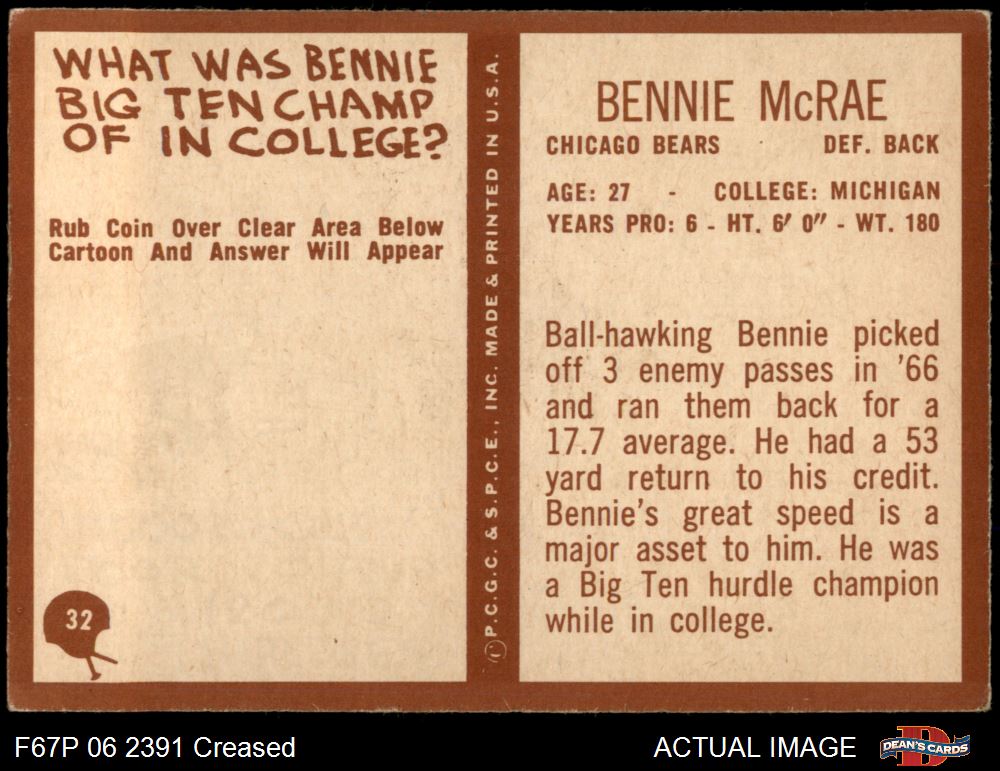 WHAT WAS BENNIE
BIG TEN CHAMP
OF IN COLLEGE?
Rub Coin Over Clear Area Below
Cartoon And Answer Will Appear
32
Ⓒ P.C.G.C. & S.P.C.E., INC. MADE & PRINTED IN U.S.A.
BENNIE McRAE
CHICAGO BEARS DEF. BACK
AGE: 27 - COLLEGE: MICHIGAN
YEARS PRO: 6 - HT. 6' 0" - WT. 180
Ball-hawking Bennie picked
off 3 enemy passes in '66
and ran them back for a
17.7 average. He had a 53
yard return to his credit.
Bennie's great speed is a
major asset to him. He was
a Big Ten hurdle champion
while in college.
F67P 06 2391 Creased
ACTUAL IMAGE
DEAN'S CARDS